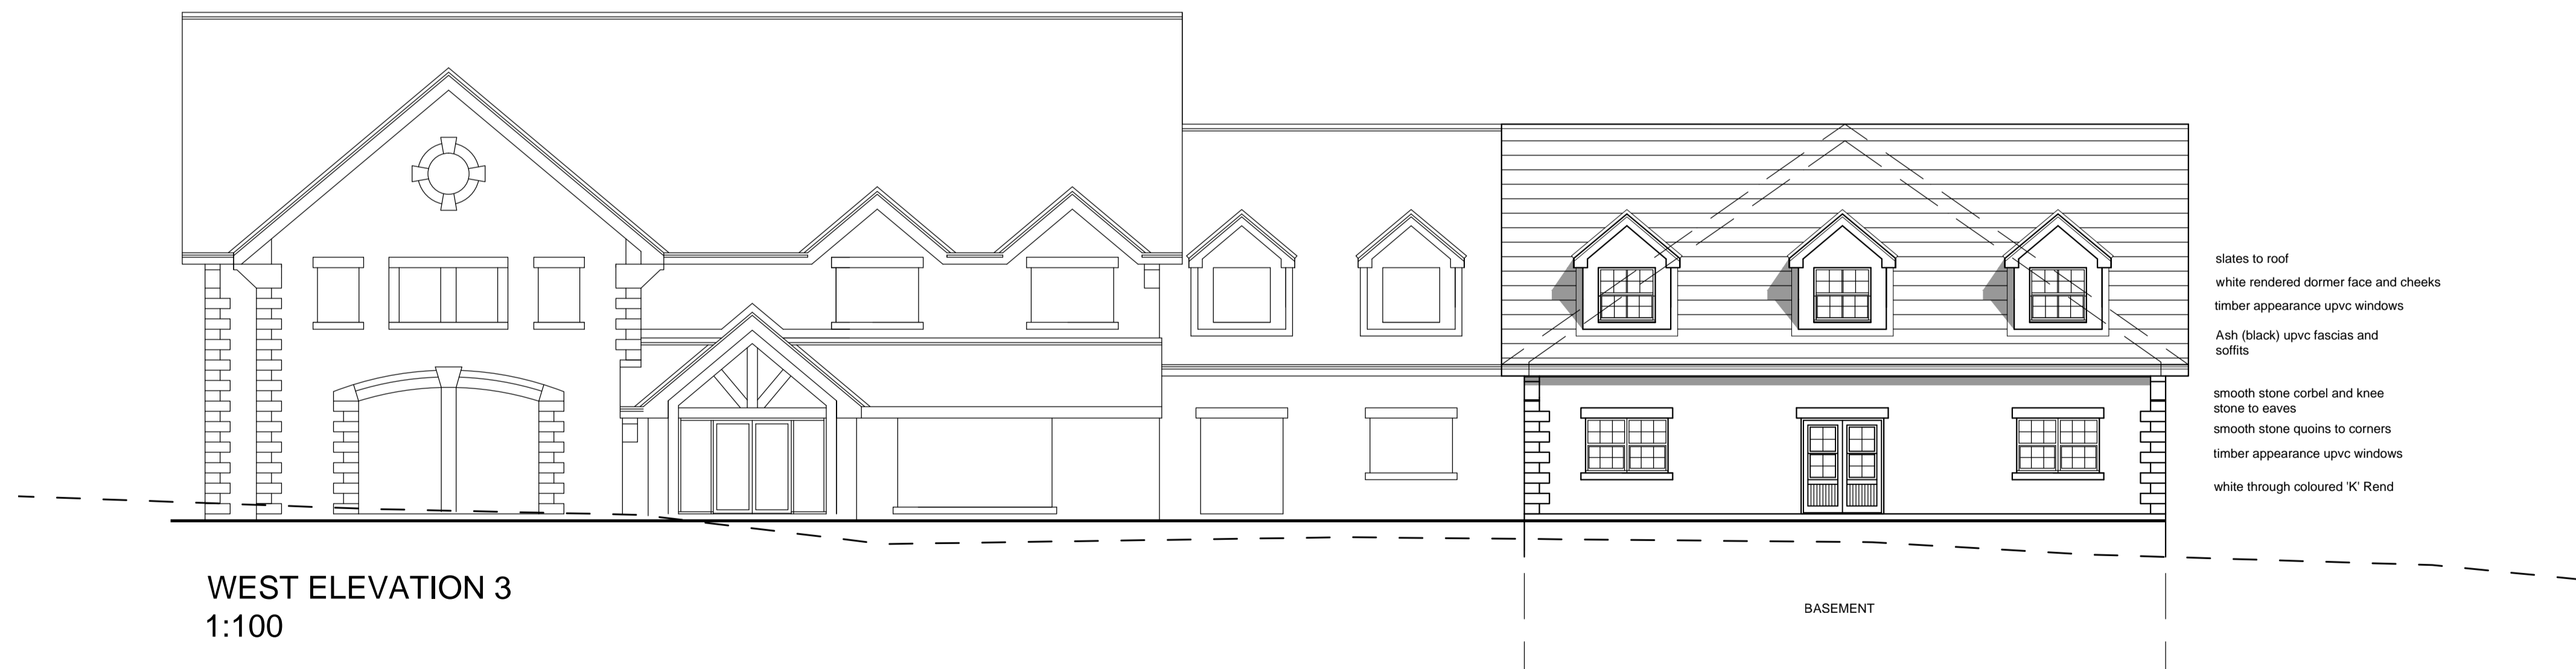 slates to roof
white rendered dormer face and cheeks
timber appearance upvc windows
Ash (black) upvc fascias and
soffits
smooth stone corbel and knee
stone to eaves
smooth stone quoins to corners
timber appearance upvc windows
white through coloured 'K' Rend
WEST ELEVATION 3
1:100
BASEMENT